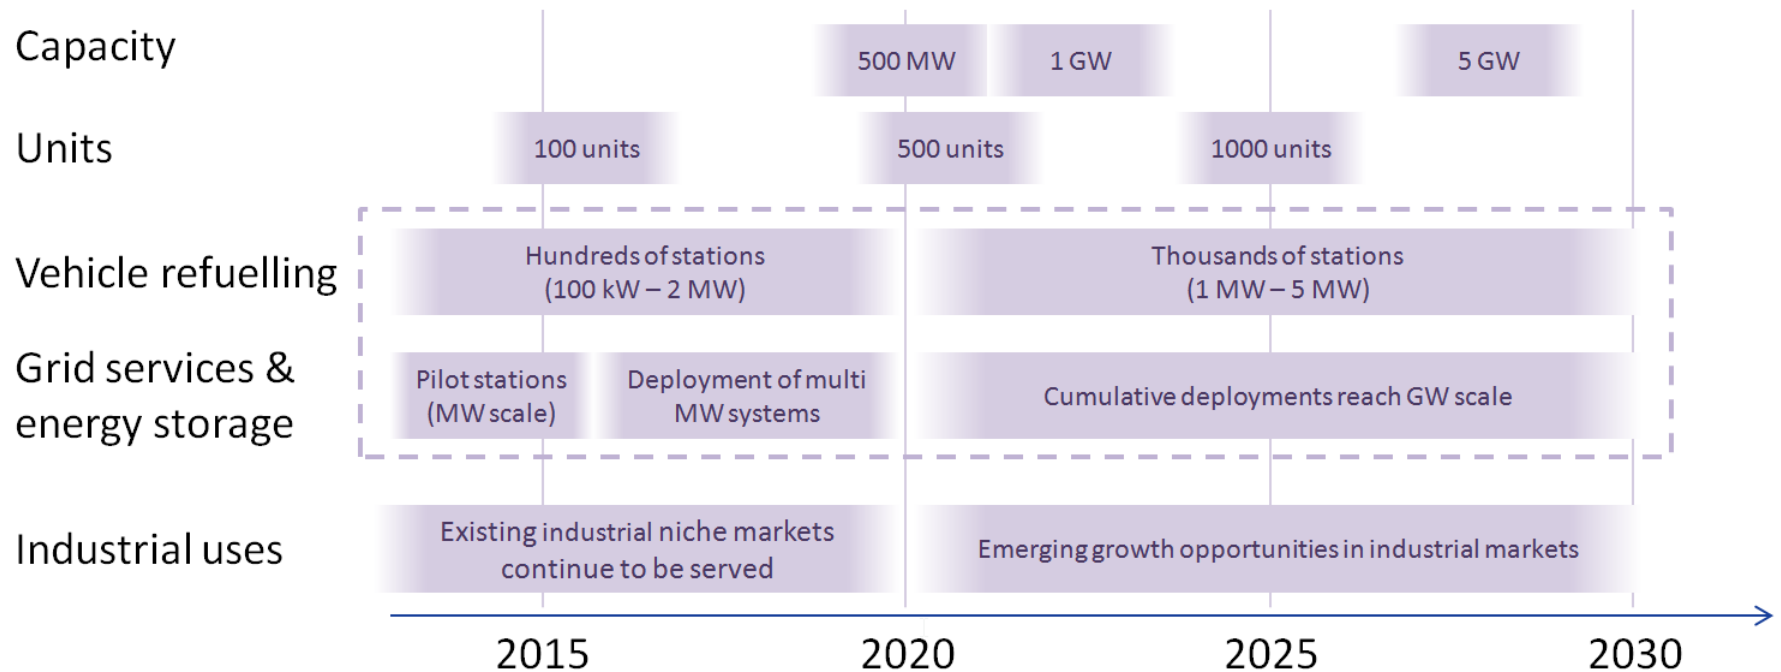 Capacity
500 MW
1 GW
5 GW
Units
100 units
500 units
1000 units
Vehicle refuelling
Hundreds of stations
(100 kW – 2 MW)
Thousands of stations
(1 MW – 5 MW)
Grid services &
energy storage
Pilot stations
(MW scale)
Deployment of multi
MW systems
Cumulative deployments reach GW scale
Industrial uses
Existing industrial niche markets
continue to be served
Emerging growth opportunities in industrial markets
2015
2020
2025
2030